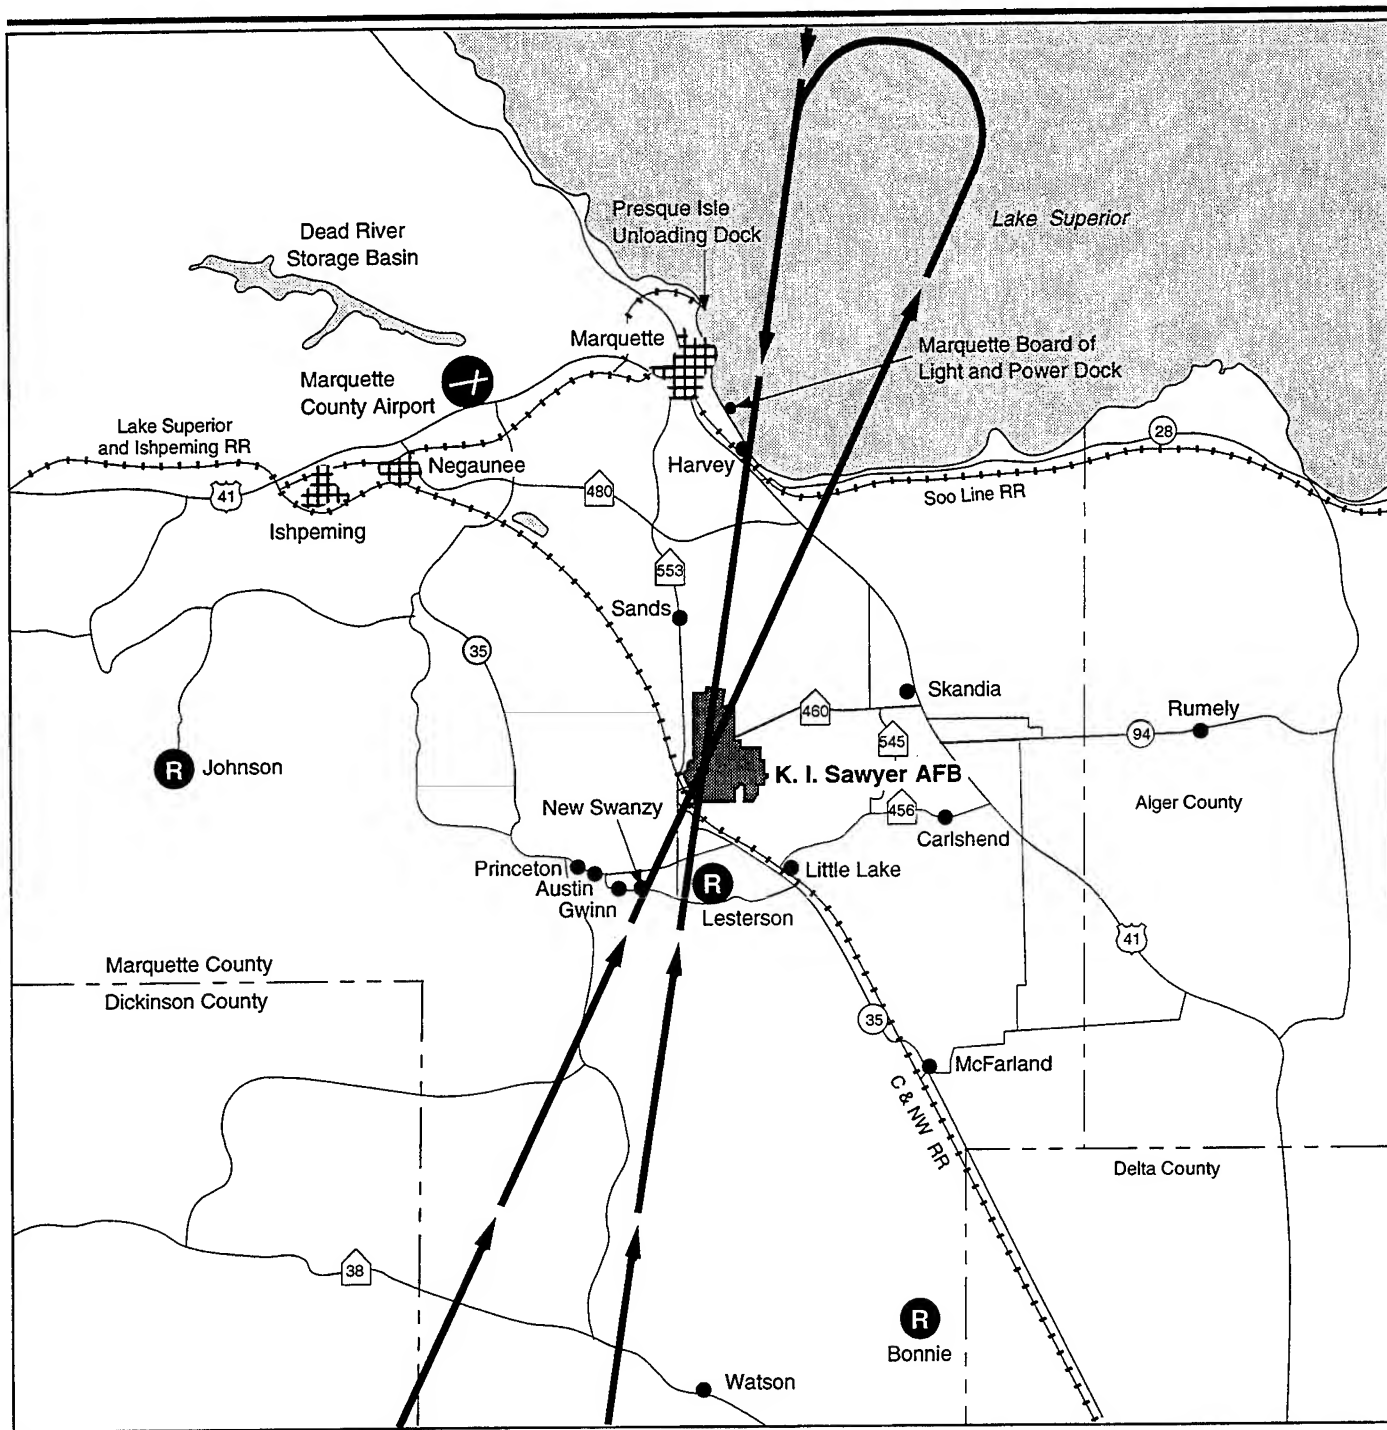 Presque Isle
Unloading Dock
Lake Superior
Dead River
Storage Basin
Marquette
Marquette Board of
Light and Power Dock
Marquette
County Airport
Lake Superior
and Ishpeming RR
28
Negaunee
Harvey
41
480
Soo Line RR
Ishpeming
553
Sands
35
Skandia
460
Rumely
94
545
R Johnson
K. I. Sawyer AFB
New Swanzy
456
Alger County
Carlshend
Princeton
Little Lake
Austin
R
Gwinn
Lesterson
41
Marquette County
Dickinson County
35
McFarland
C & NW RR
Delta County
38
R
Bonnie
Watson